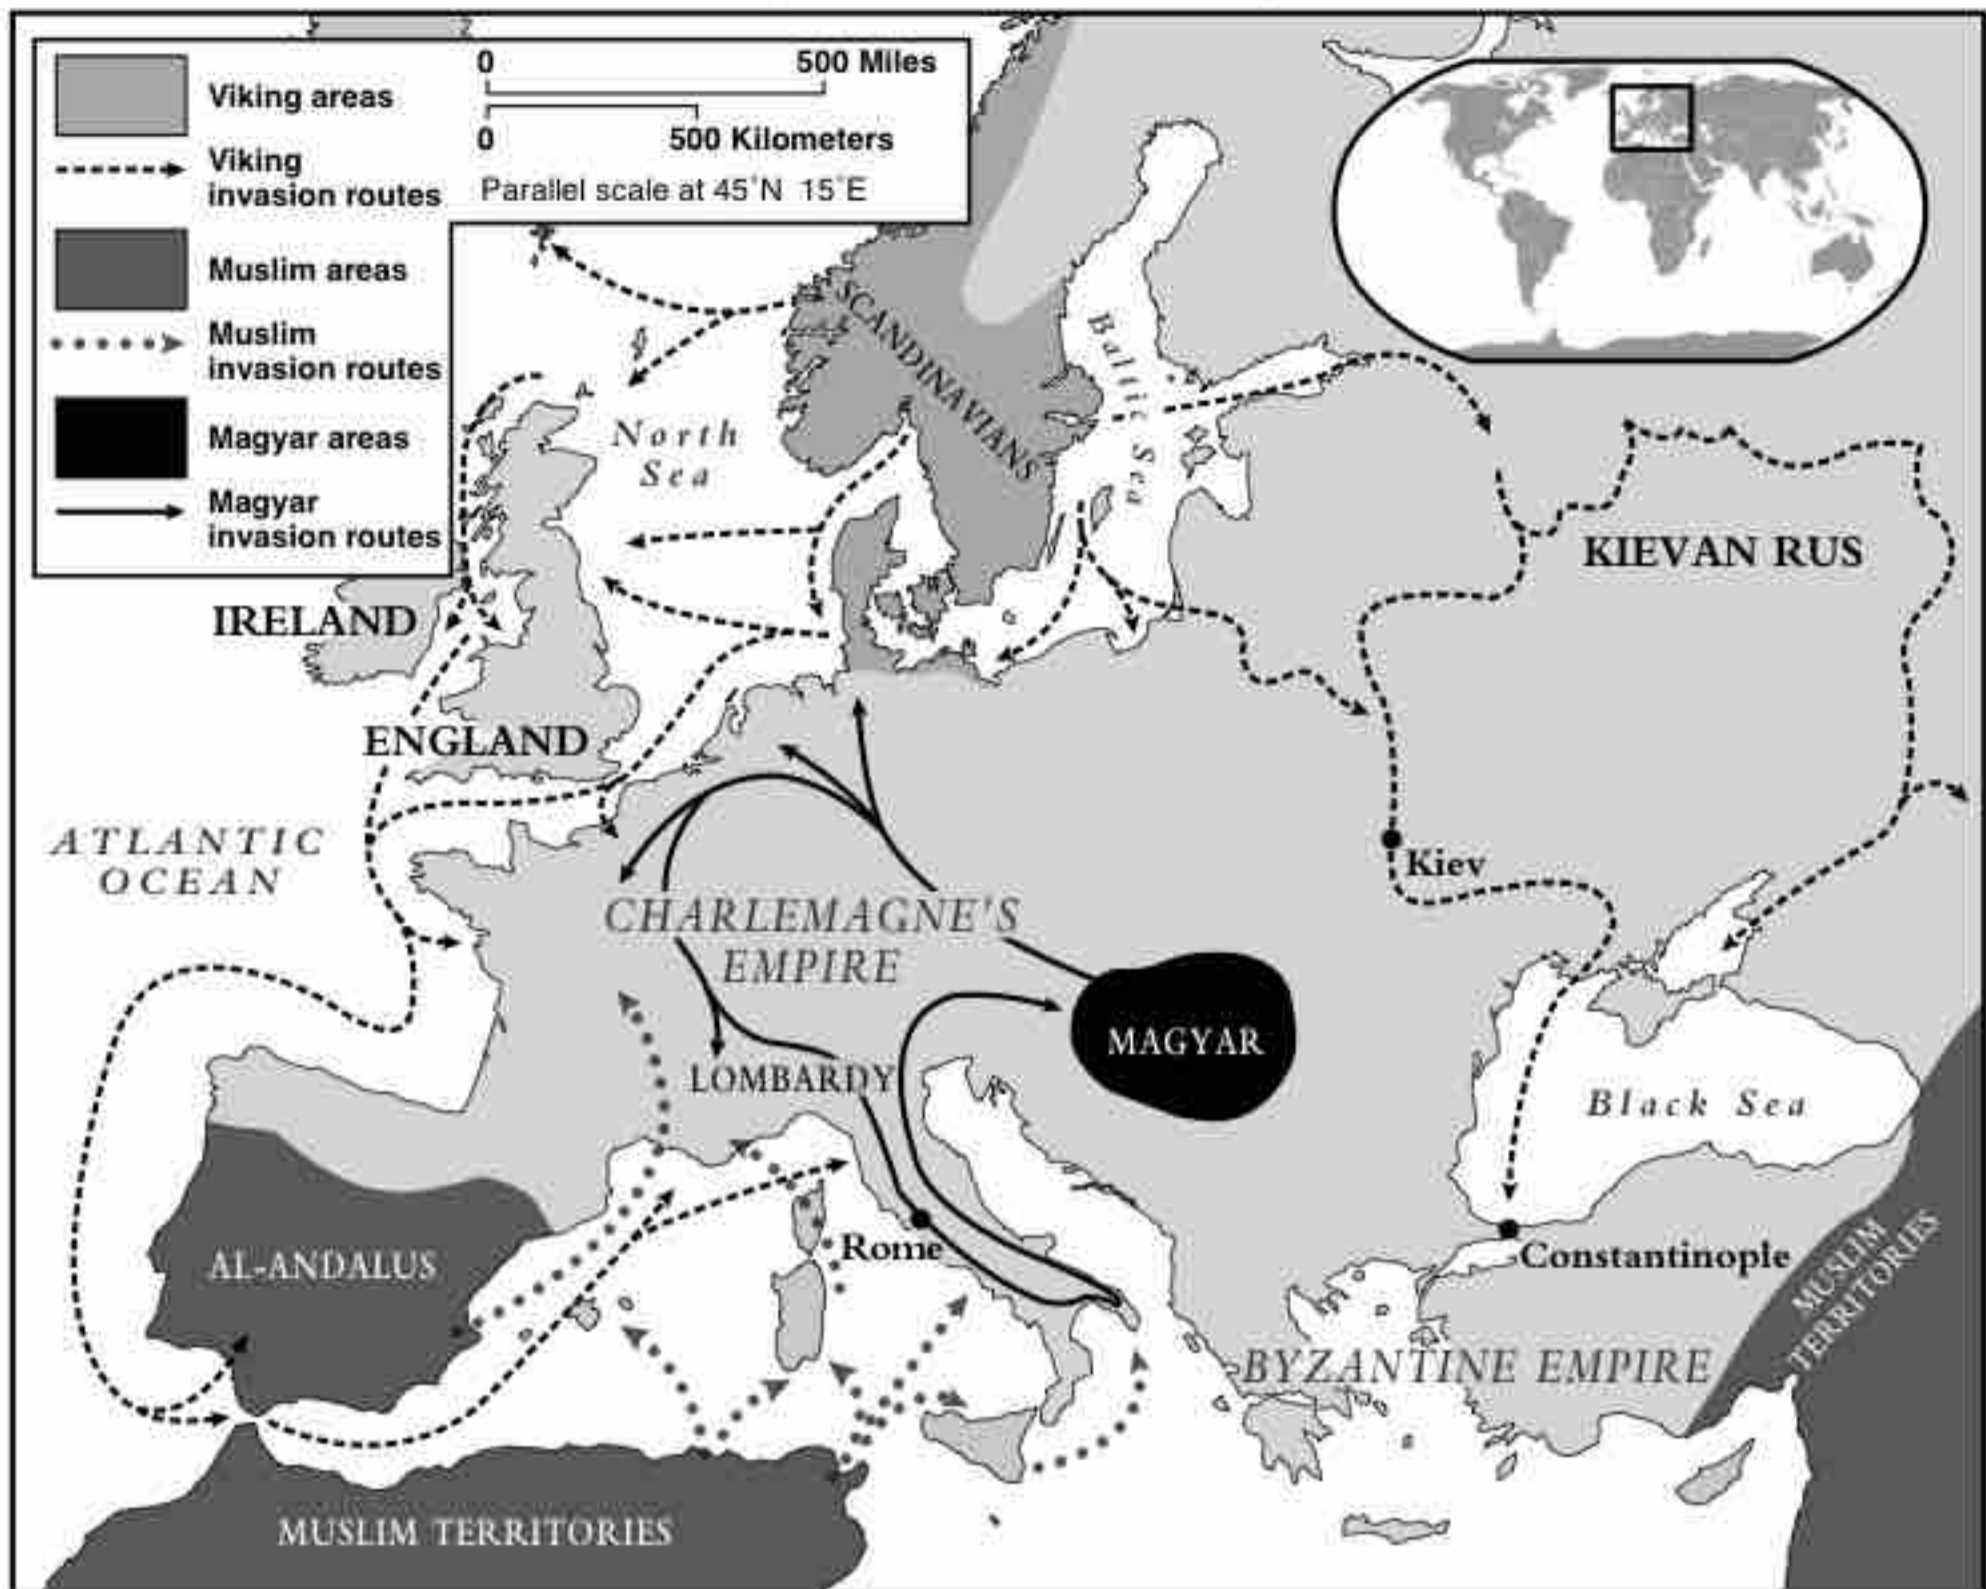 Viking areas
Viking
invasion routes
Muslim areas
Muslim
invasion routes
Magyar areas
Magyar
invasion routes
0 500 Miles
0 500 Kilometers
Parallel scale at 45°N 15°E
SCANDINAVIANS
Baltic Sea
North
Sea
KIEVAN RUS
IRELAND
ENGLAND
ATLANTIC
OCEAN
Kiev
CHARLEMAGNE'S
EMPIRE
MAGYAR
LOMBARDY
Black Sea
Rome
AL-ANDALUS
Constantinople
MUSLIM
TERRITORIES
BYZANTINE EMPIRE
MUSLIM TERRITORIES